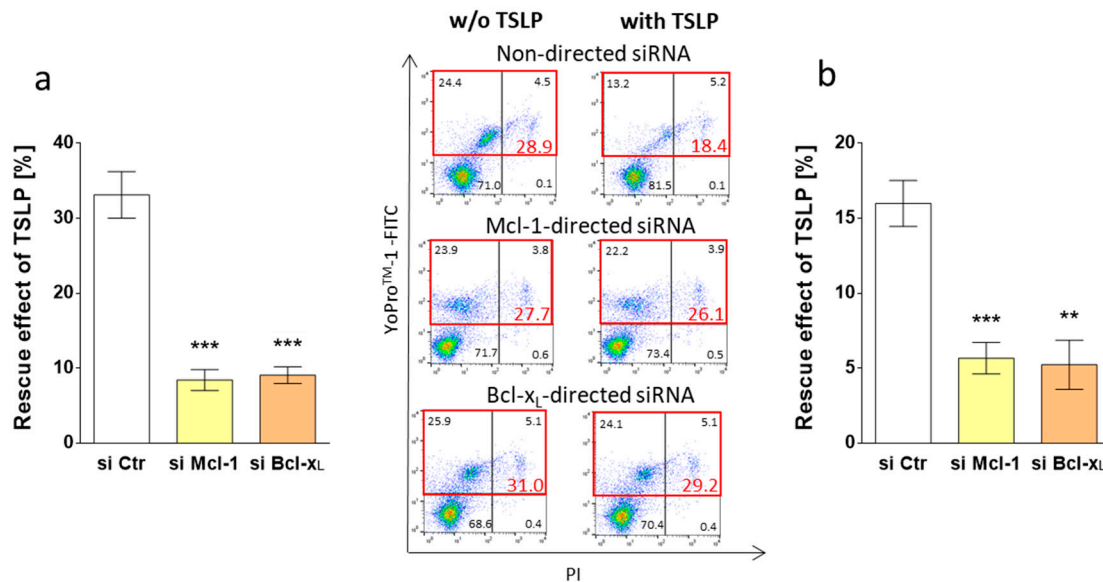 a
Rescue effect of TSLP [%]
40
30
20
10
0
***
***
si Ctr
si Mcl-1
si Bcl-xL
w/o TSLP
with TSLP
Non-directed siRNA
24.4
4.5
28.9
71.0
0.1
13.2
5.2
18.4
81.5
0.1
Mcl-1-directed siRNA
23.9
3.8
27.7
71.7
0.6
22.2
3.9
26.1
73.4
0.5
Bcl-xL-directed siRNA
25.9
5.1
31.0
68.6
0.4
24.1
5.1
29.2
70.4
0.4
YoPro™-1 -FITC
PI
b
Rescue effect of TSLP [%]
20
15
10
5
0
***
**
si Ctr
si Mcl-1
si Bcl-xL